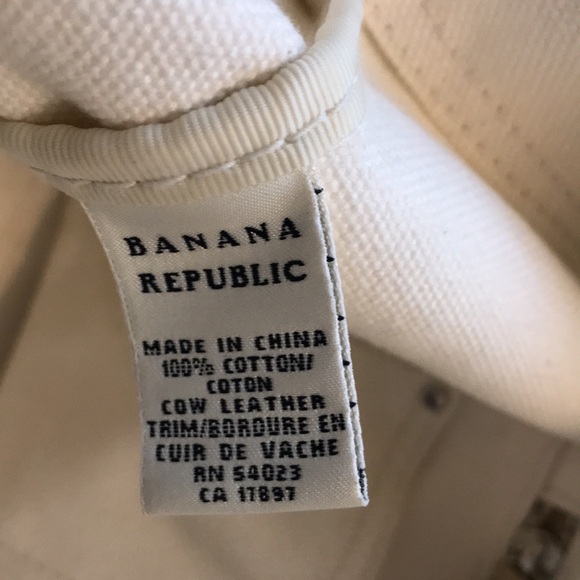 BANANA
REPUBLIC
MADE IN CHINA
100% COTTON/
COTON
COW LEATHER
TRIM/BORDURE EN
CUIR DE VACHE
RN 54023
CA 17897